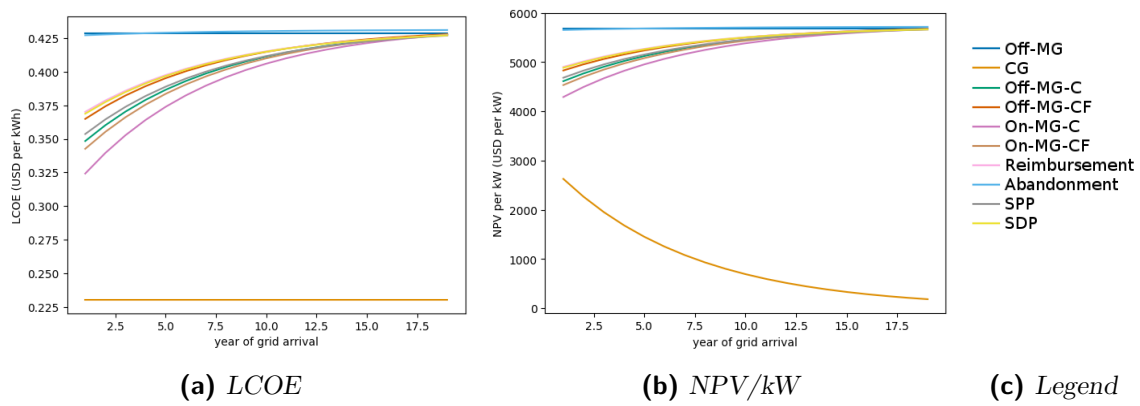 0.425
0.400
0.375
0.350
0.325
0.300
0.275
0.250
0.225
LCOE (USD per kWh)
2.5 5.0 7.5 10.0 12.5 15.0 17.5
year of grid arrival
(a) LCOE
6000
5000
4000
3000
2000
1000
0
NPV per kW (USD per kW)
2.5 5.0 7.5 10.0 12.5 15.0 17.5
year of grid arrival
(b) NPV/kW
Off-MG
CG
Off-MG-C
Off-MG-CF
On-MG-C
On-MG-CF
Reimbursement
Abandonment
SPP
SDP
(c) Legend